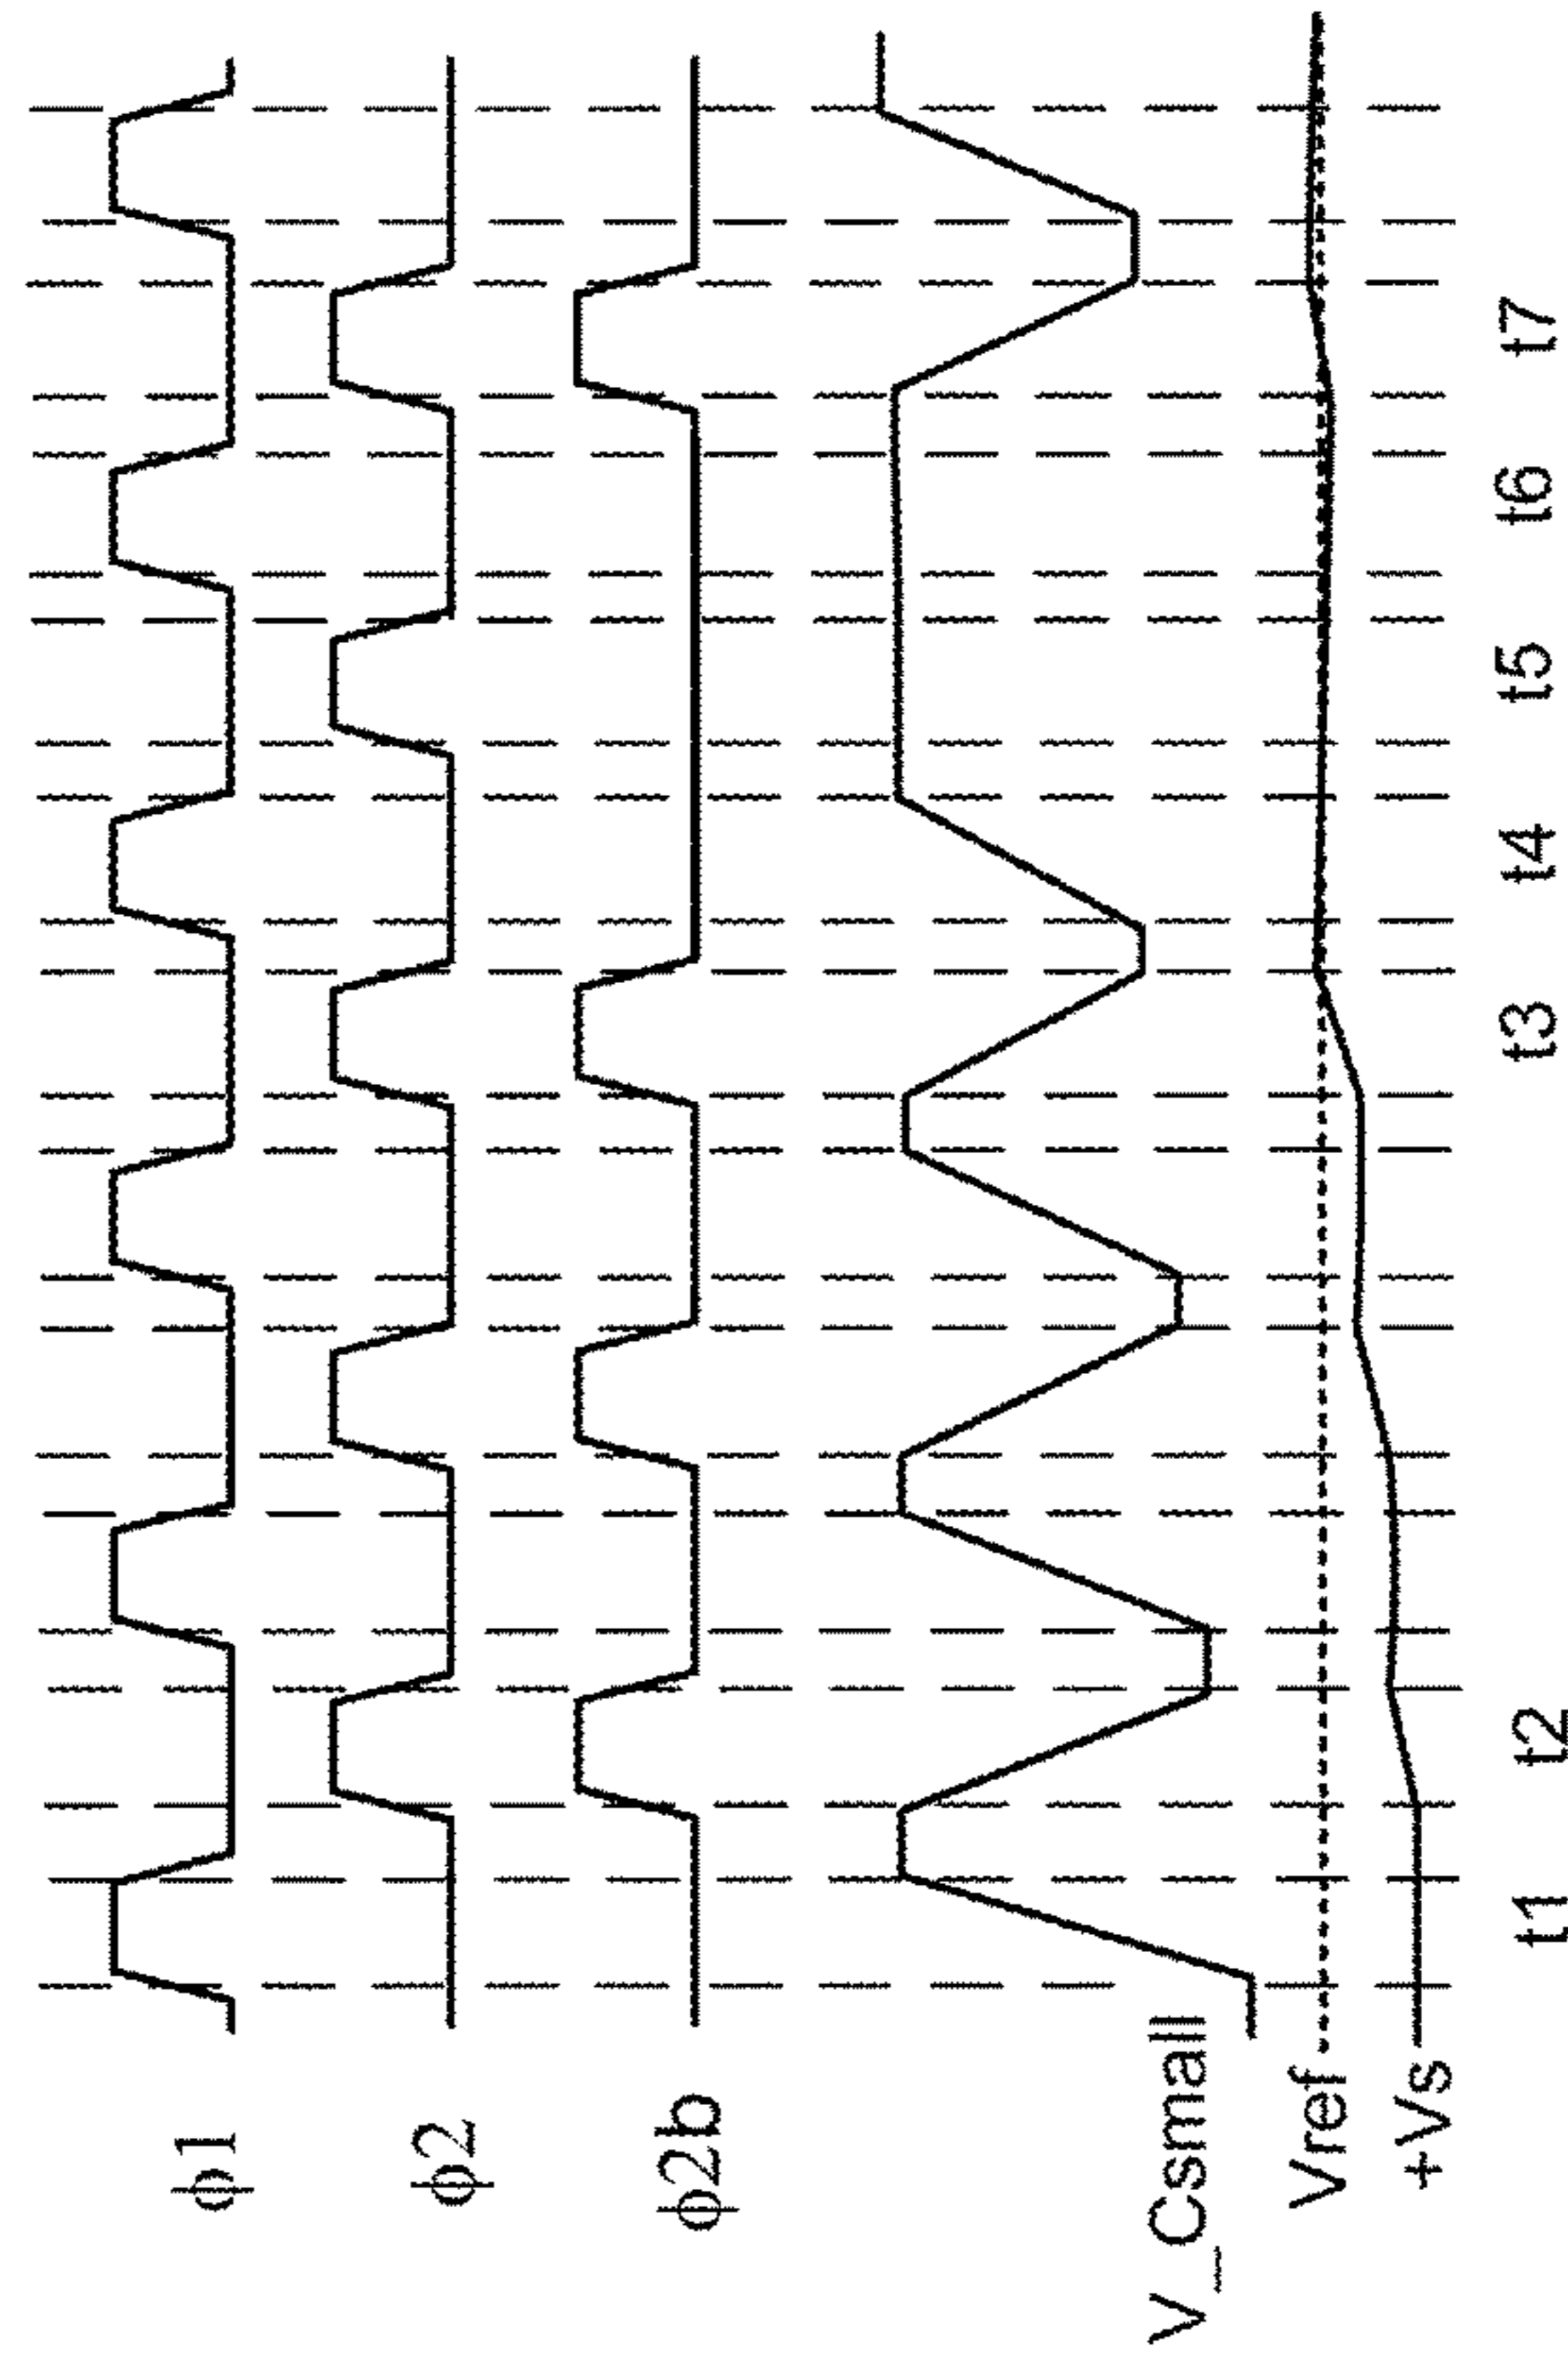 ϕ1
ϕ2
ϕ2b
V_Csmall
Vref
+Vs
t1 t2 t3 t4 t5 t6 t7